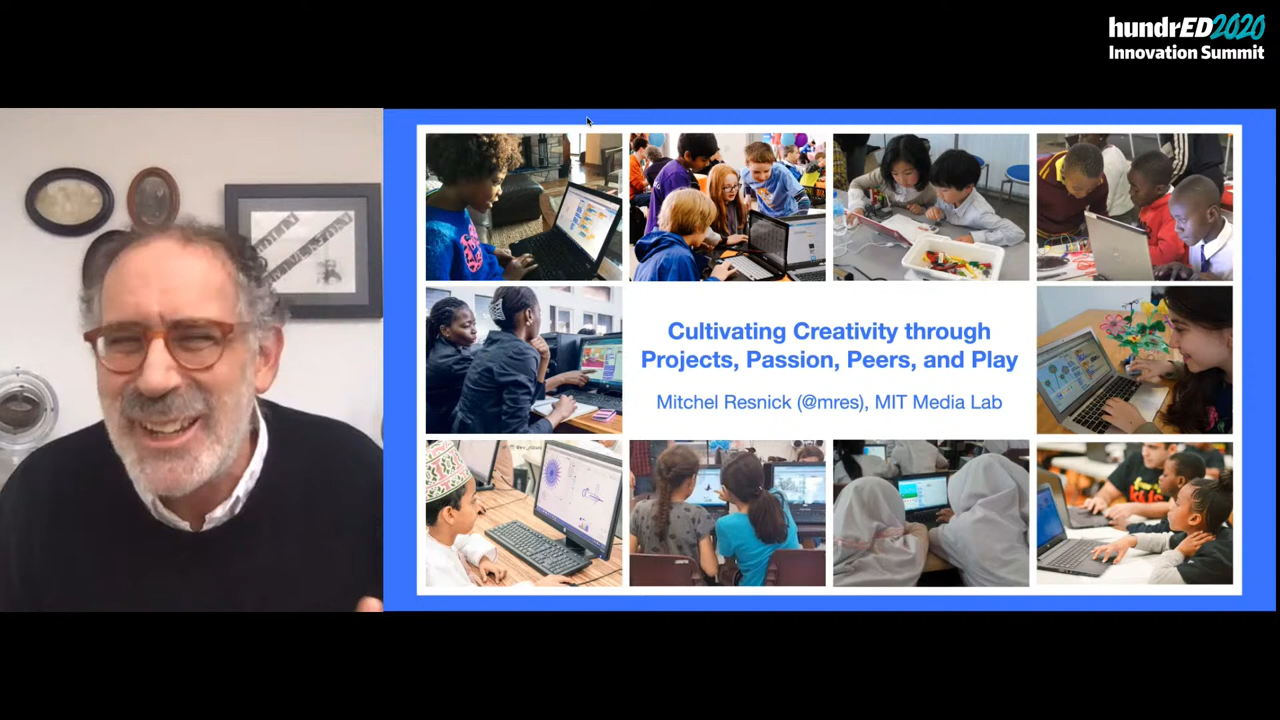 hundrED2020
Innovation Summit
Cultivating Creativity through
Projects, Passion, Peers, and Play
Mitchel Resnick (@mres), MIT Media Lab